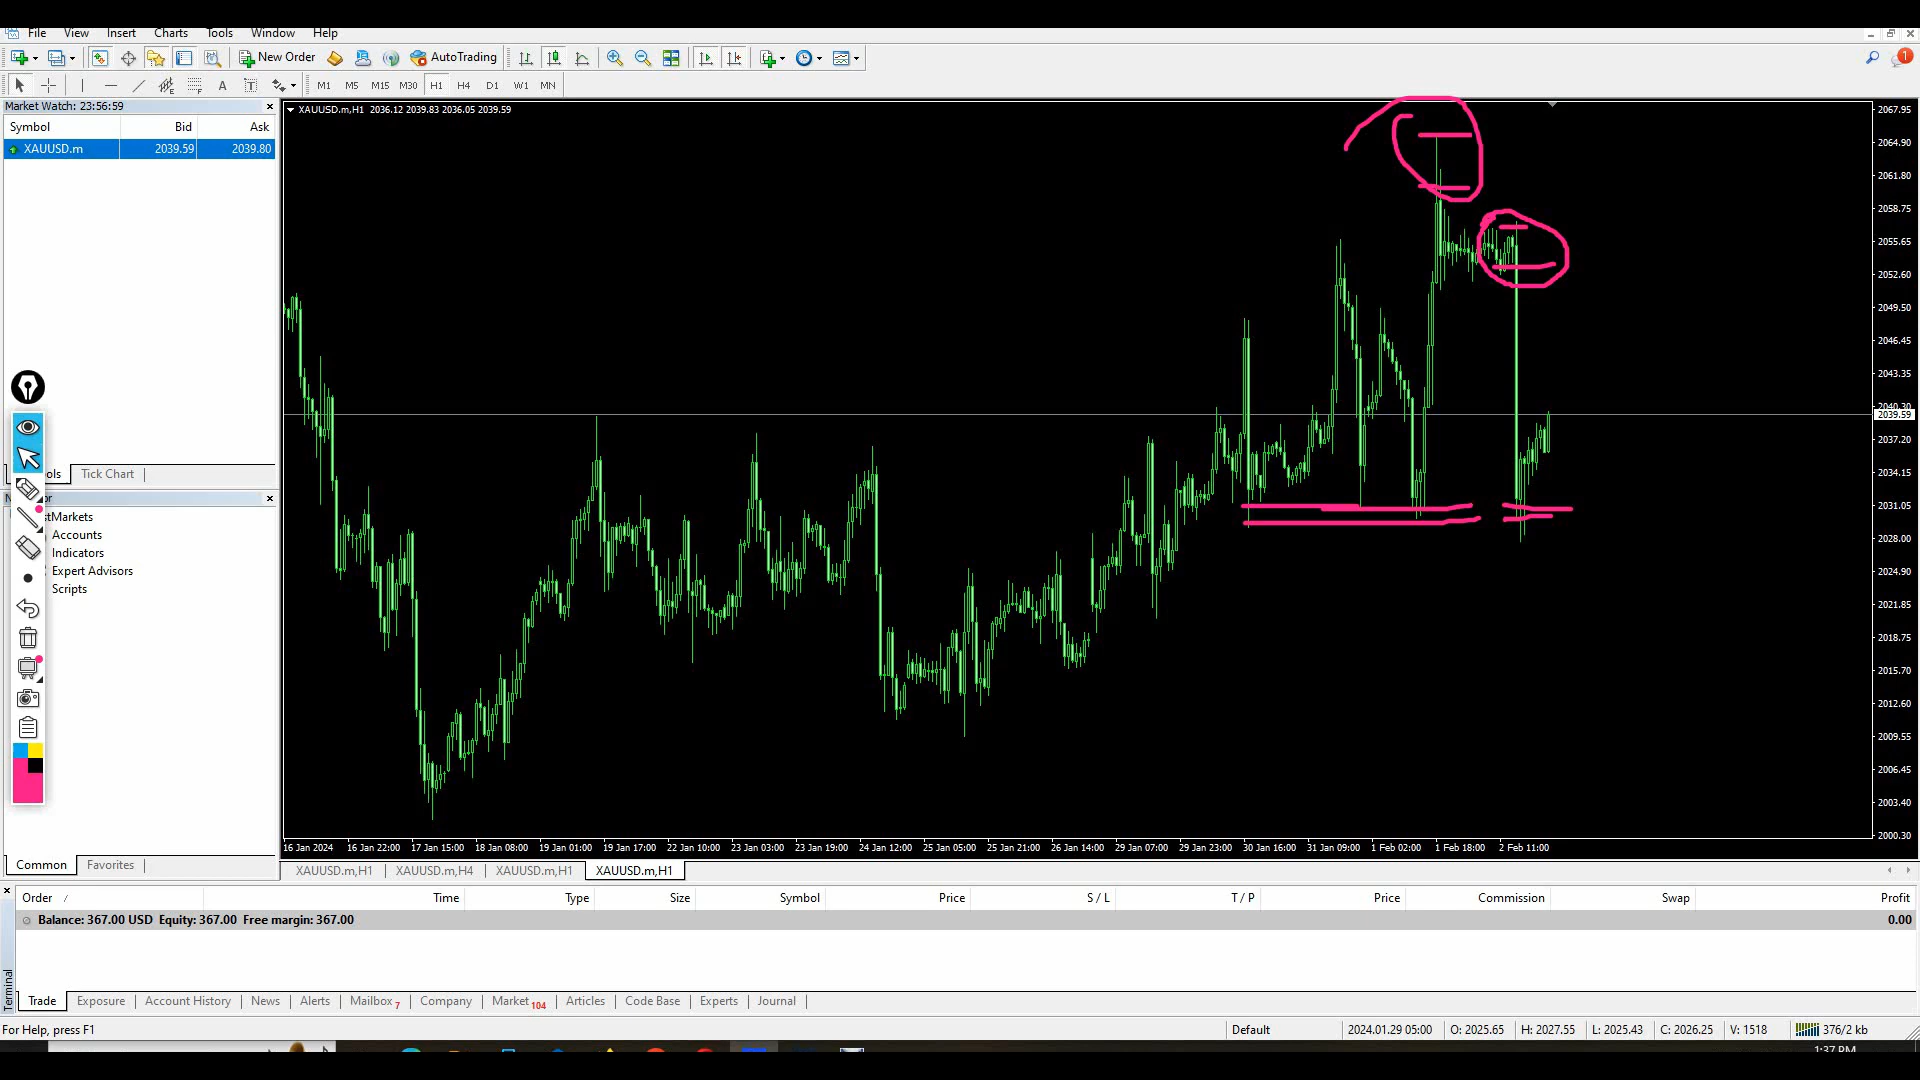 File View Insert Charts Tools Window Help
New Order AutoTrading
1
M1 M5 M15 M30 H1 H4 D1 W1 MN
Market Watch: 23:56:59
Symbol Bid Ask
XAUUSD.m 2039.59 2039.80
Tick Chart
Accounts
Indicators
Expert Advisors
Scripts
Common Favorites
XAUUSD.m,H1 2036.12 2039.83 2036.05 2039.59
2067.95
2064.90
2061.80
2058.75
2055.65
2052.60
2049.50
2046.45
2043.35
2040.30
2039.59
2037.20
2034.15
2031.05
2028.00
2024.90
2021.85
2018.75
2015.70
2012.60
2009.55
2006.45
2003.40
2000.30
16 Jan 2024 16 Jan 22:00 17 Jan 15:00 18 Jan 08:00 19 Jan 01:00 19 Jan 17:00 22 Jan 10:00 23 Jan 03:00 23 Jan 19:00 24 Jan 12:00 25 Jan 05:00 25 Jan 21:00 26 Jan 14:00 29 Jan 07:00 29 Jan 23:00 30 Jan 16:00 31 Jan 09:00 1 Feb 02:00 1 Feb 18:00 2 Feb 11:00
XAUUSD.m,H1 XAUUSD.m,H4 XAUUSD.m,H1 XAUUSD.m,H1
Order / Time Type Size Symbol Price S / L T / P Price Commission Swap Profit
Balance: 367.00 USD Equity: 367.00 Free margin: 367.00 0.00
Terminal
Trade Exposure Account History News Alerts Mailbox 7 Company Market 104 Articles Code Base Experts Journal
For Help, press F1 Default 2024.01.29 05:00 O: 2025.65 H: 2027.55 L: 2025.43 C: 2026.25 V: 1518 376/2 kb
1:37 PM